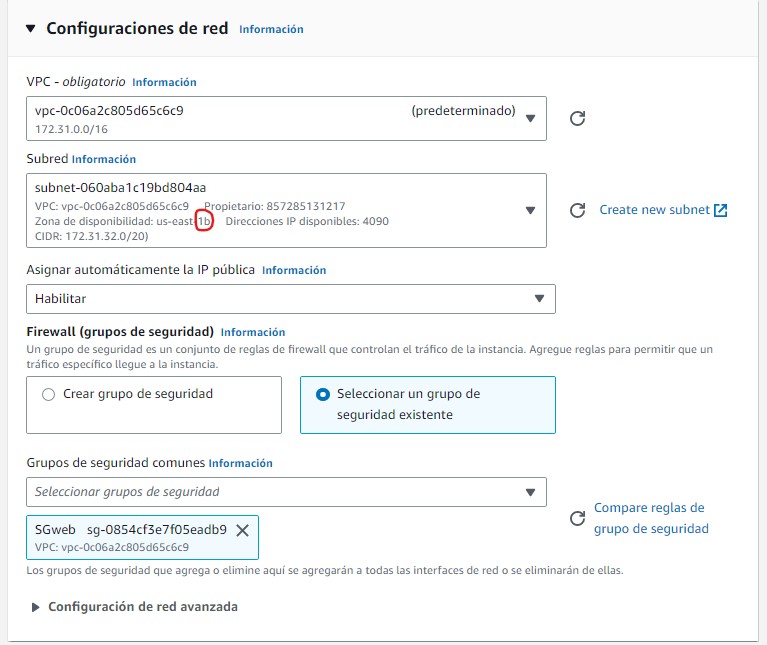 Configuraciones de red Información
VPC - obligatorio Información
vpc-0c06a2c805d65c6c9 (predeterminado)
172.31.0.0/16
Subred Información
subnet-060aba1c19bd804aa
VPC: vpc-0c06a2c805d65c6c9 Propietario: 857285131217
Zona de disponibilidad: us-east-1b Direcciones IP disponibles: 4090
CIDR: 172.31.32.0/20)
Create new subnet
Asignar automáticamente la IP pública Información
Habilitar
Firewall (grupos de seguridad) Información
Un grupo de seguridad es un conjunto de reglas de firewall que controlan el tráfico de la instancia. Agregue reglas para permitir que un
tráfico específico llegue a la instancia.
Crear grupo de seguridad
Seleccionar un grupo de
seguridad existente
Grupos de seguridad comunes Información
Seleccionar grupos de seguridad
Compare reglas de
grupo de seguridad
SGweb sg-0854cf3e7f05eadb9
VPC: vpc-0c06a2c805d65c6c9
Los grupos de seguridad que agrega o elimine aquí se agregarán a todas las interfaces de red o se eliminarán de ellas.
Configuración de red avanzada